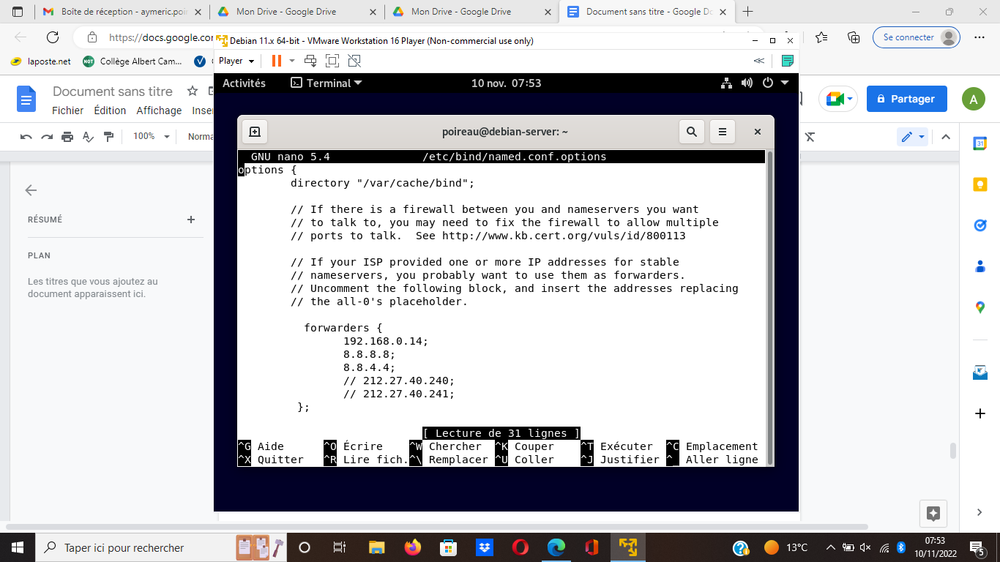 Boîte de réception - aymeric.poi
Mon Drive - Google Drive
Mon Drive - Google Drive
Document sans titre - Google Do
https://docs.google.com
Se connecter
laposte.net
Collège Albert Cam...
Debian 11.x 64-bit - VMware Workstation 16 Player (Non-commercial use only)
Player
Activités
Terminal
10 nov. 07:53
Document sans titre
Fichier Édition Affichage Inser
Partager
A
100%
Norma
31
poireau@debian-server: ~
GNU nano 5.4 /etc/bind/named.conf.options
options {
directory "/var/cache/bind";
// If there is a firewall between you and nameservers you want
// to talk to, you may need to fix the firewall to allow multiple
// ports to talk.  See http://www.kb.cert.org/vuls/id/800113
// If your ISP provided one or more IP addresses for stable
// nameservers, you probably want to use them as forwarders.
// Uncomment the following block, and insert the addresses replacing
// the all-0's placeholder.
forwarders {
192.168.0.14;
8.8.8.8;
8.8.4.4;
// 212.27.40.240;
// 212.27.40.241;
};
[ Lecture de 31 lignes ]
^G Aide ^O Écrire ^W Chercher ^K Couper ^T Exécuter ^C Emplacement
^X Quitter ^R Lire fich. ^\ Remplacer ^U Coller ^J Justifier ^_ Aller ligne
RÉSUMÉ
PLAN
Les titres que vous ajoutez au
document apparaissent ici.
Taper ici pour rechercher
13°C
07:53
10/11/2022
5